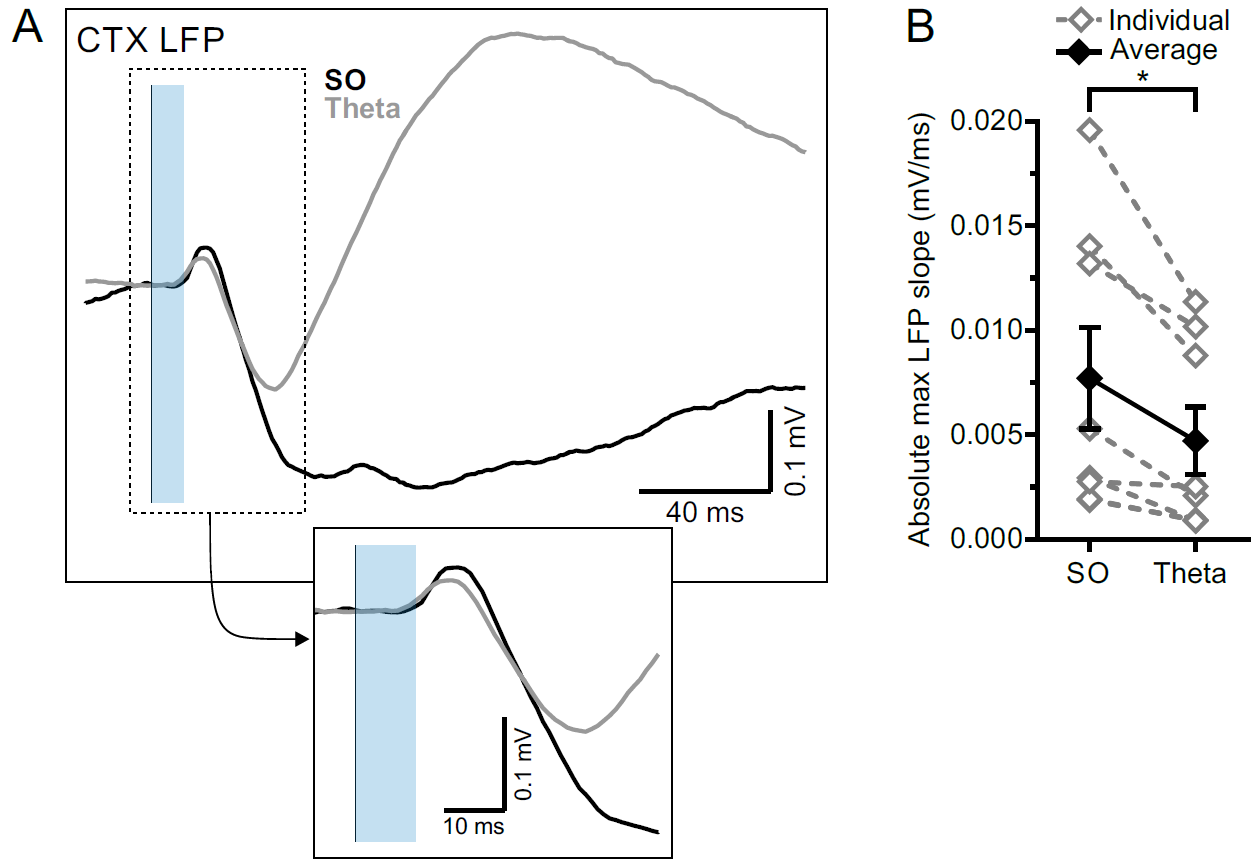 A
CTX LFP
SO
Theta
0.1 mV
40 ms
0.1 mV
10 ms
B
Individual
Average
*
Absolute max LFP slope (mV/ms)
0.020
0.015
0.010
0.005
0.000
SO
Theta